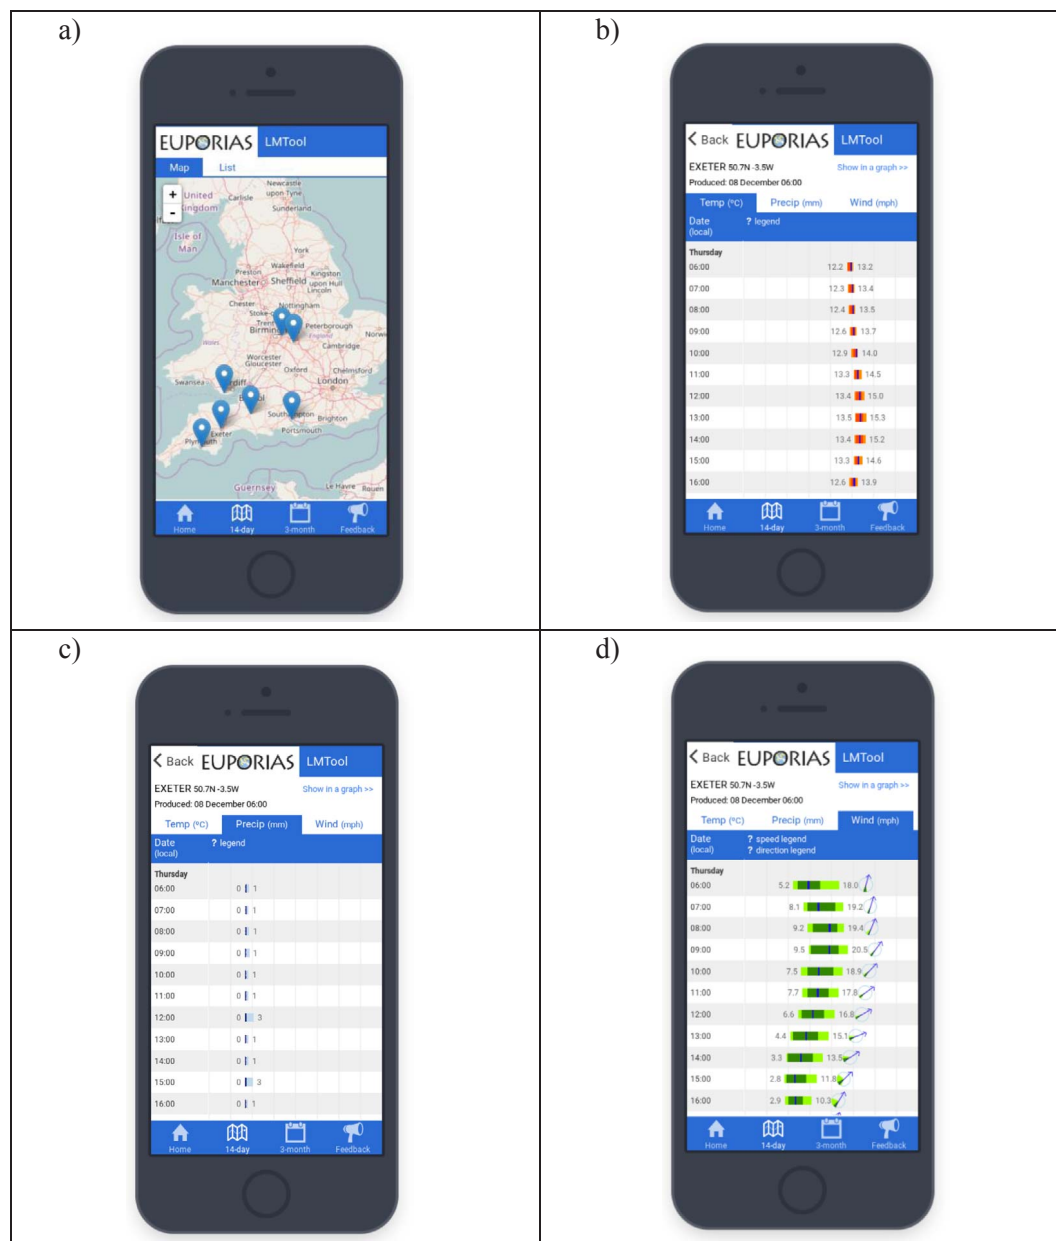 a)
EUPORIAS LMTool
Map List
+
-
United
Kingdom
Isle of
Man
Newcastle
upon Tyne
Carlisle
Sunderland
York
Preston
Wakefield
Kingston
upon Hull
Manchester
Sheffield
Lincoln
Chester
Nottingham
Stoke-o
Trent
Birming
Peterborough
England
Norwi
Wales
Cambridge
Worcester
Gloucester
Oxford
Chelmsford
Swansea
London
Brighton
Portsmouth
Exeter
Guernsey
Le Havre
Rouen
Home 14-day 3-month Feedback
b)
Back EUPORIAS LMTool
EXETER 50.7N -3.5W Show in a graph >>
Produced: 08 December 06:00
Temp (ºC) Precip (mm) Wind (mph)
Date ? legend
(local)
Thursday
06:00 12.2 13.2
07:00 12.3 13.4
08:00 12.4 13.5
09:00 12.6 13.7
10:00 12.9 14.0
11:00 13.3 14.5
12:00 13.4 15.0
13:00 13.5 15.3
14:00 13.4 15.2
15:00 13.3 14.6
16:00 12.6 13.9
Home 14-day 3-month Feedback
c)
Back EUPORIAS LMTool
EXETER 50.7N -3.5W Show in a graph >>
Produced: 08 December 06:00
Temp (ºC) Precip (mm) Wind (mph)
Date ? legend
(local)
Thursday
06:00 0 1
07:00 0 1
08:00 0 1
09:00 0 1
10:00 0 1
11:00 0 1
12:00 0 3
13:00 0 1
14:00 0 1
15:00 0 3
16:00 0 1
Home 14-day 3-month Feedback
d)
Back EUPORIAS LMTool
EXETER 50.7N -3.5W Show in a graph >>
Produced: 08 December 06:00
Temp (ºC) Precip (mm) Wind (mph)
Date ? speed legend
(local) ? direction legend
Thursday
06:00 5.2 18.0
07:00 8.1 19.2
08:00 9.2 19.4
09:00 9.5 20.5
10:00 7.5 18.9
11:00 7.7 17.8
12:00 6.6 16.8
13:00 4.4 15.1
14:00 3.3 13.5
15:00 2.8 11.8
16:00 2.9 10.3
Home 14-day 3-month Feedback